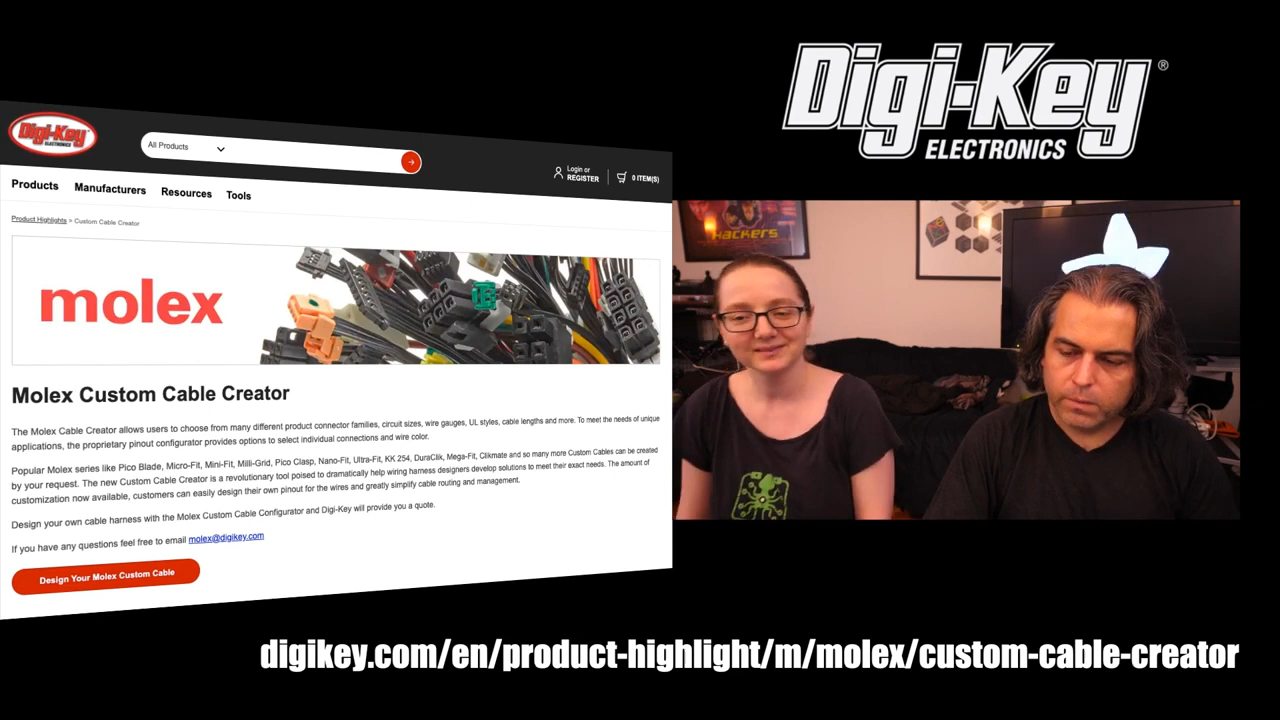 Digi-Key®
ELECTRONICS
Digi-Key
ELECTRONICS
All Products
Login or
REGISTER
0 ITEM(S)
Products Manufacturers Resources Tools
Product Highlights > Custom Cable Creator
molex
HACKERS
Molex Custom Cable Creator
The Molex Cable Creator allows users to choose from many different product connector families, circuit sizes, wire gauges, UL styles, cable lengths and more. To meet the needs of unique
applications, the proprietary pinout configurator provides options to select individual connections and wire color.
Popular Molex series like Pico Blade, Micro-Fit, Mini-Fit, Milli-Grid, Pico Clasp, Nano-Fit, Ultra-Fit, KK 254, DuraClik, Mega-Fit, Clikmate and so many more Custom Cables can be created
by your request. The new Custom Cable Creator is a revolutionary tool poised to dramatically help wiring harness designers develop solutions to meet their exact needs. The amount of
customization now available, customers can easily design their own pinout for the wires and greatly simplify cable routing and management.
Design your own cable harness with the Molex Custom Cable Configurator and Digi-Key will provide you a quote.
If you have any questions feel free to email molex@digikey.com
Design Your Molex Custom Cable
digikey.com/en/product-highlight/m/molex/custom-cable-creator